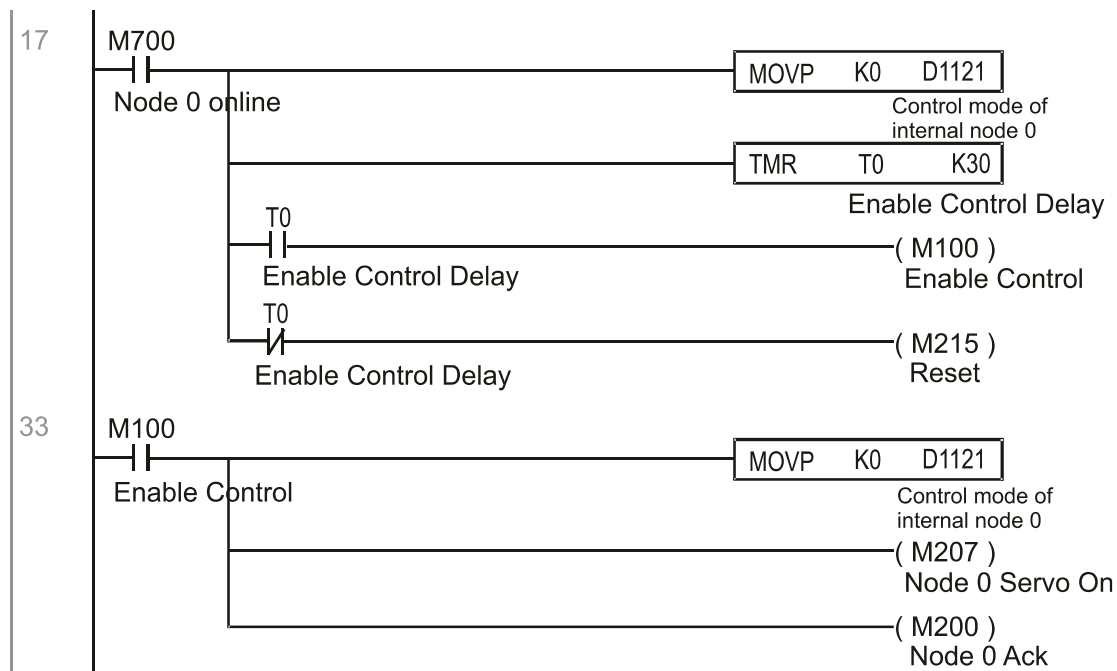 17
M700
Node 0 online
MOVP K0 D1121
Control mode of
internal node 0
TMR T0 K30
Enable Control Delay
T0
Enable Control Delay
( M100 )
Enable Control
T0
Enable Control Delay
( M215 )
Reset
33
M100
Enable Control
MOVP K0 D1121
Control mode of
internal node 0
( M207 )
Node 0 Servo On
( M200 )
Node 0 Ack